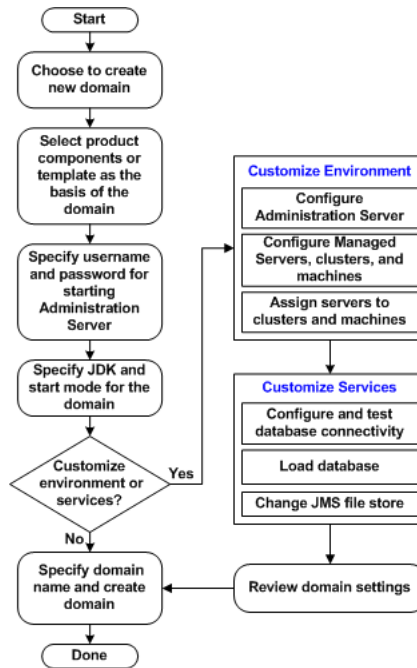 Start
Choose to create
new domain
Select product
components or
template as the
basis of the
domain
Specify username
and password for
starting
Administration
Server
Specify JDK and
start mode for the
domain
Customize
environment or
services?
Yes
No
Customize Environment
Configure
Administration Server
Configure Managed
Servers, clusters, and
machines
Assign servers to
clusters and machines
Customize Services
Configure and test
database connectivity
Load database
Change JMS file store
Review domain settings
Specify domain
name and create
domain
Done